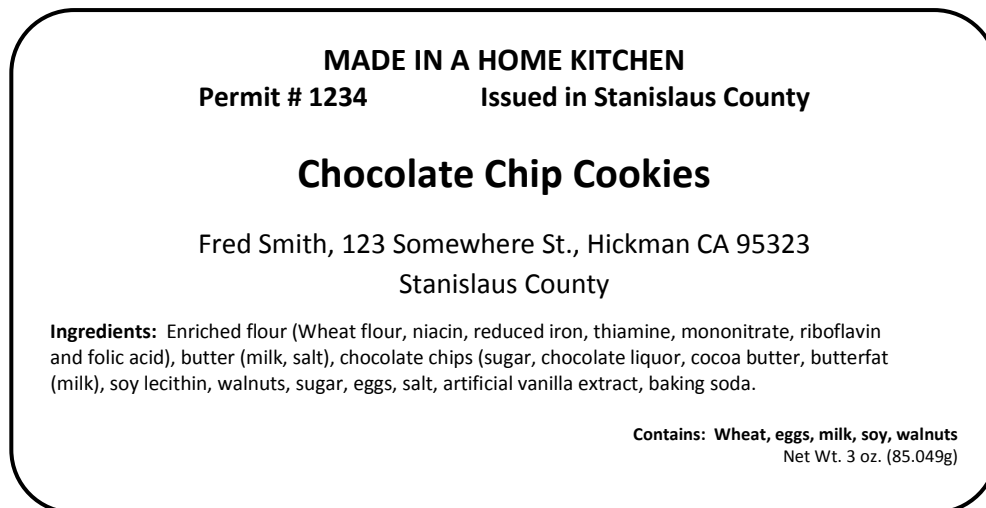 MADE IN A HOME KITCHEN
Permit # 1234 Issued in Stanislaus County
Chocolate Chip Cookies
Fred Smith, 123 Somewhere St., Hickman CA 95323
Stanislaus County
Ingredients: Enriched flour (Wheat flour, niacin, reduced iron, thiamine, mononitrate, riboflavin
and folic acid), butter (milk, salt), chocolate chips (sugar, chocolate liquor, cocoa butter, butterfat
(milk), soy lecithin, walnuts, sugar, eggs, salt, artificial vanilla extract, baking soda.
Contains: Wheat, eggs, milk, soy, walnuts
Net Wt. 3 oz. (85.049g)